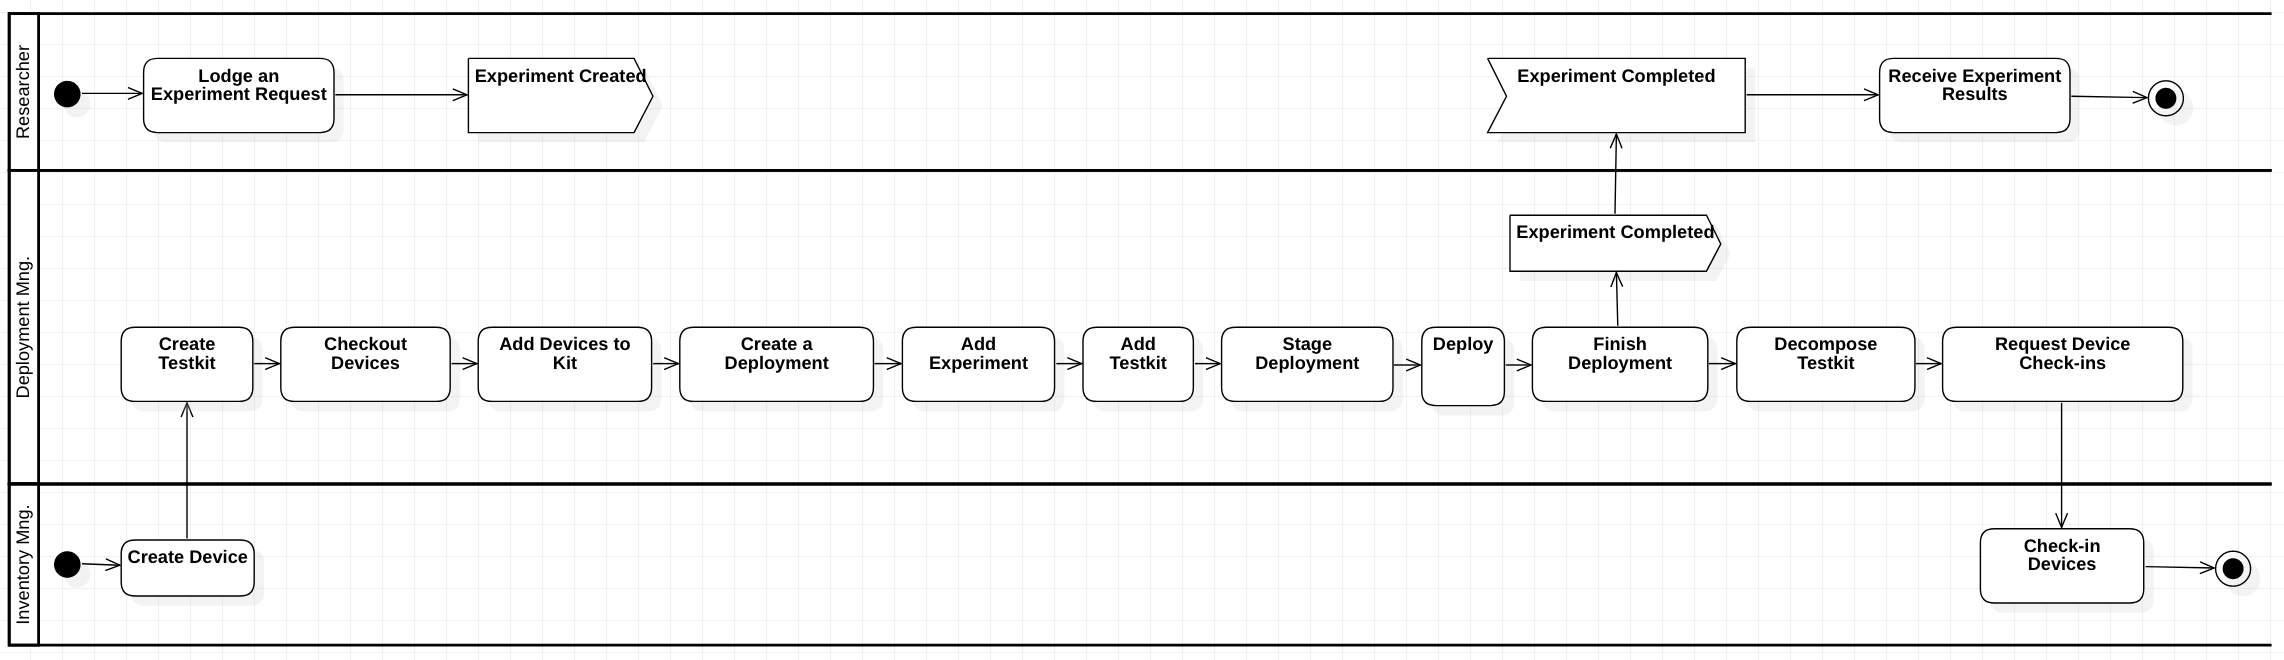 Researcher
Lodge an
Experiment Request
Experiment Created
Experiment Completed
Receive Experiment
Results
Deployment Mng.
Experiment Completed
Create
Testkit
Checkout
Devices
Add Devices to
Kit
Create a
Deployment
Add
Experiment
Add
Testkit
Stage
Deployment
Deploy
Finish
Deployment
Decompose
Testkit
Request Device
Check-ins
Inventory Mng.
Create Device
Check-in
Devices